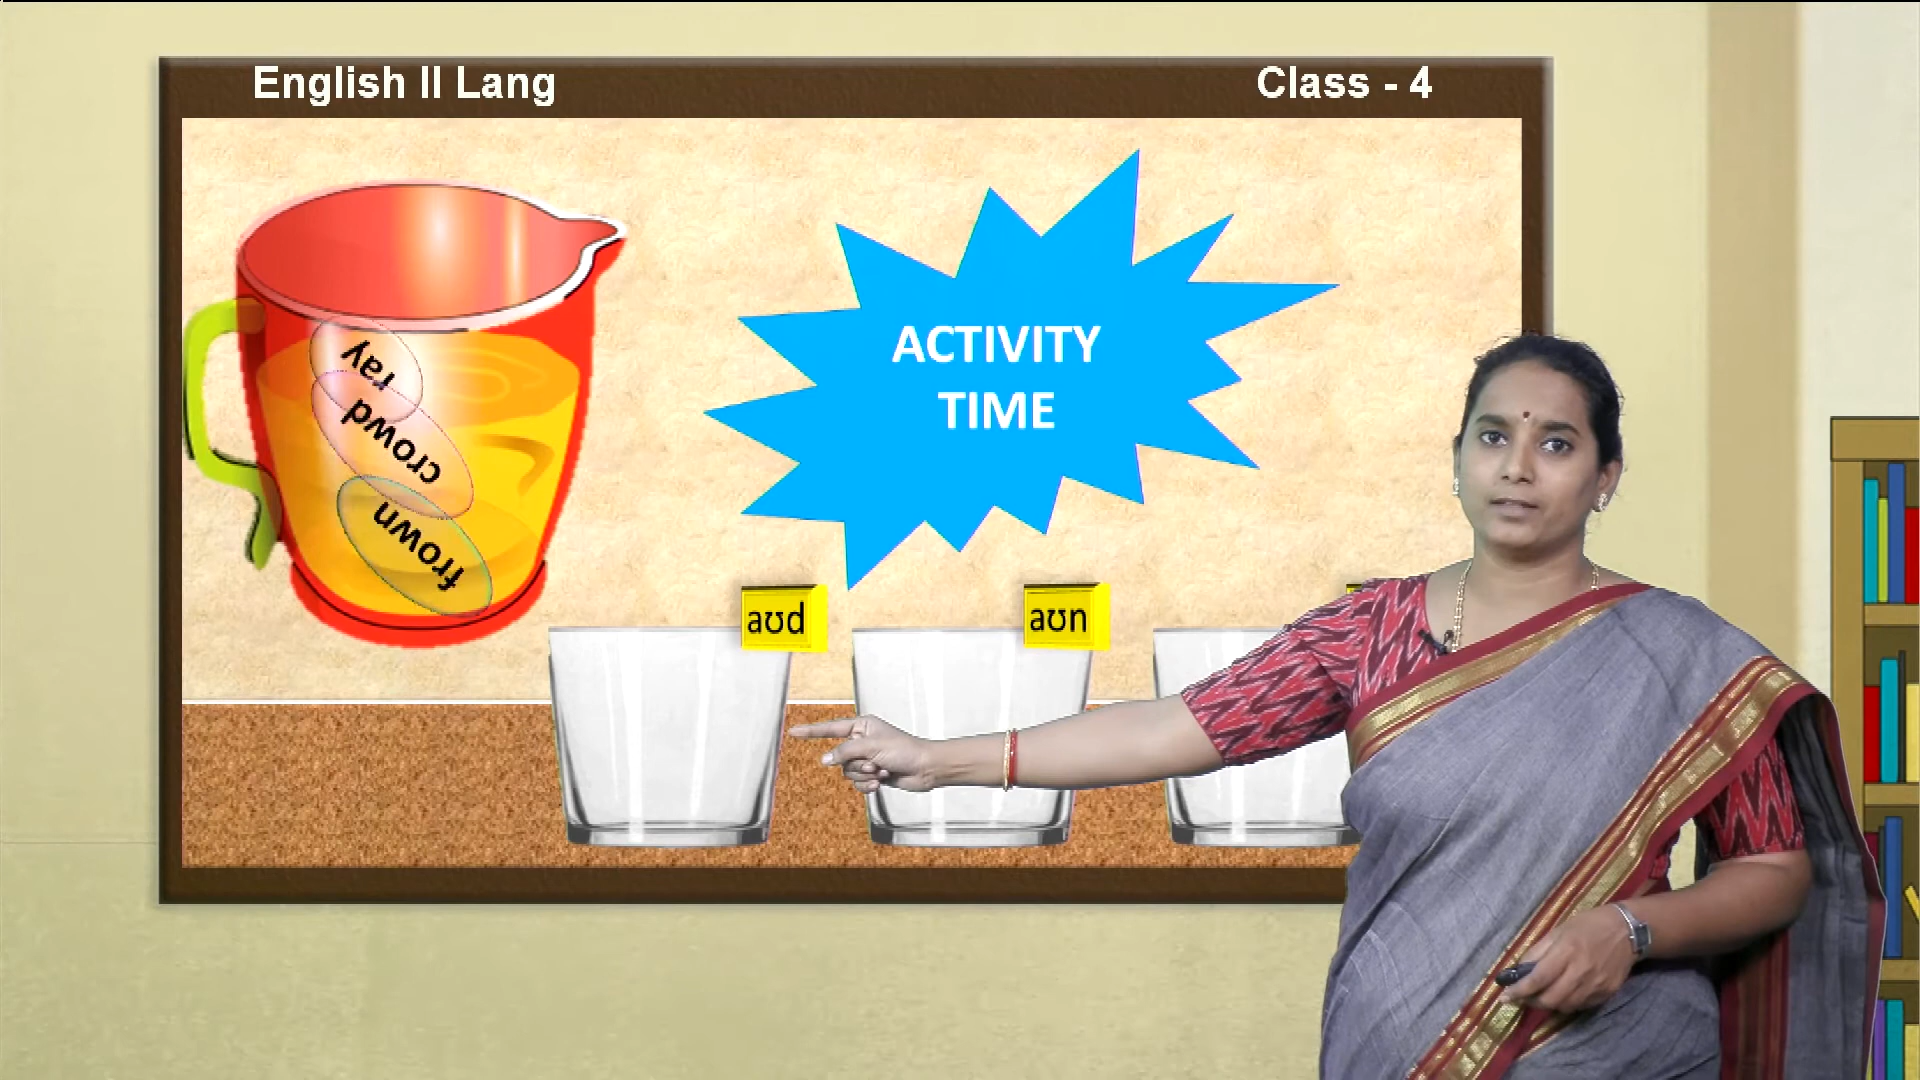 English II Lang
Class - 4
ACTIVITY
TIME
ray
crowd
frown
aʊd
aʊn